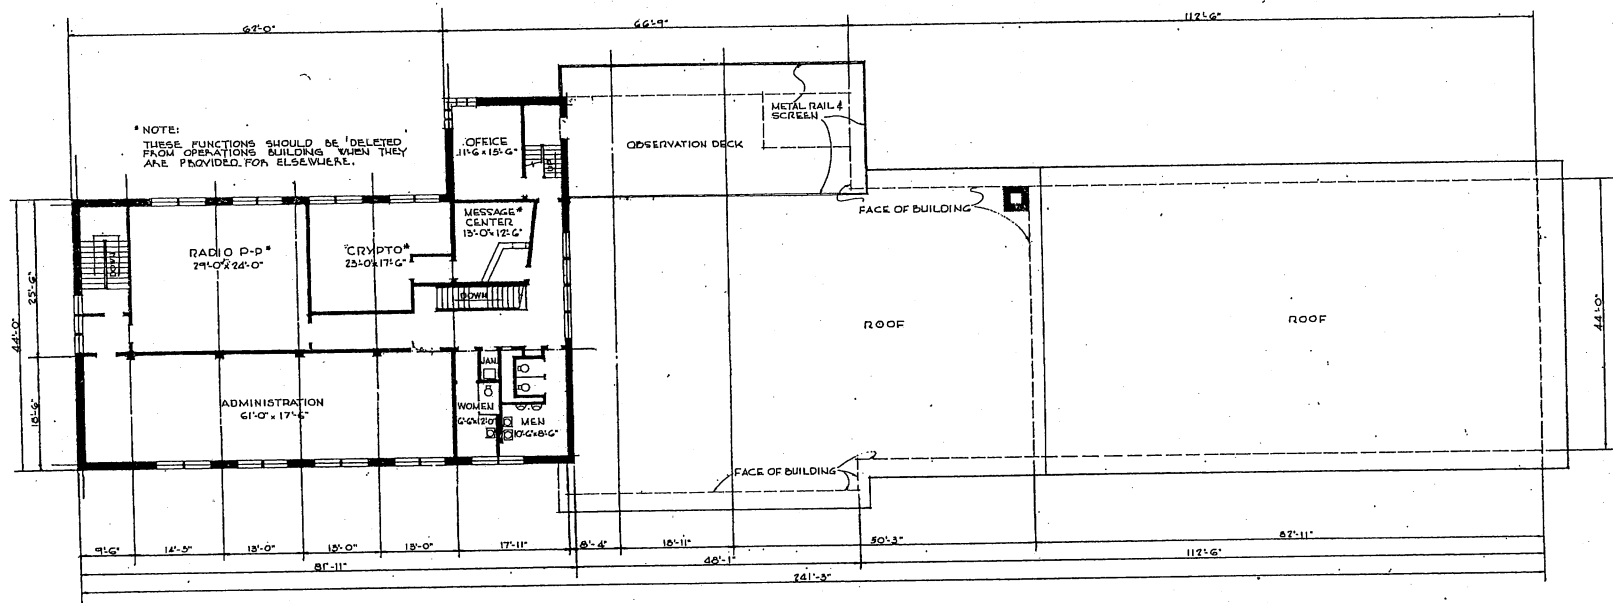 62'-0"
66'-9"
112'-6"
* NOTE:
THESE FUNCTIONS SHOULD BE DELETED
FROM OPERATIONS BUILDING WHEN THEY
ARE PROVIDED FOR ELSEWHERE.
OFFICE
11'-6 x 15'-6"
UP
METAL RAIL &
SCREEN
OBSERVATION DECK
MESSAGE*
CENTER
13'-0" x 12'-6"
FACE OF BUILDING
RADIO P-P*
29'-0" x 24'-0"
CRYPTO*
23'-0" x 17'-6"
DOWN
DOWN
25'-6"
44'-0"
18'-6"
ROOF
ROOF
44'-0"
JAN.
ADMINISTRATION
61'-0" x 17'-6"
WOMEN
6'-6" x 12'-0"
MEN
10'-6" x 8'-6"
FACE OF BUILDING
9'-6"
14'-5"
13'-0"
13'-0"
13'-0"
17'-11"
8'-4"
18'-11"
50'-3"
82'-11"
81'-11"
48'-1"
112'-6"
241'-3"